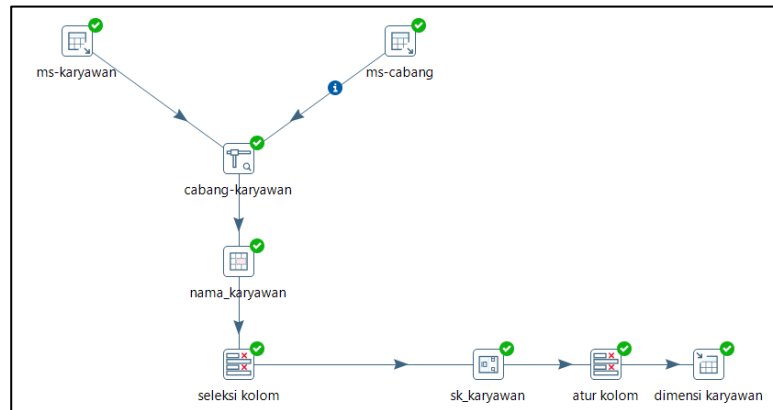 ms-karyawan
ms-cabang
cabang-karyawan
nama_karyawan
seleksi kolom
sk_karyawan
atur kolom
dimensi karyawan